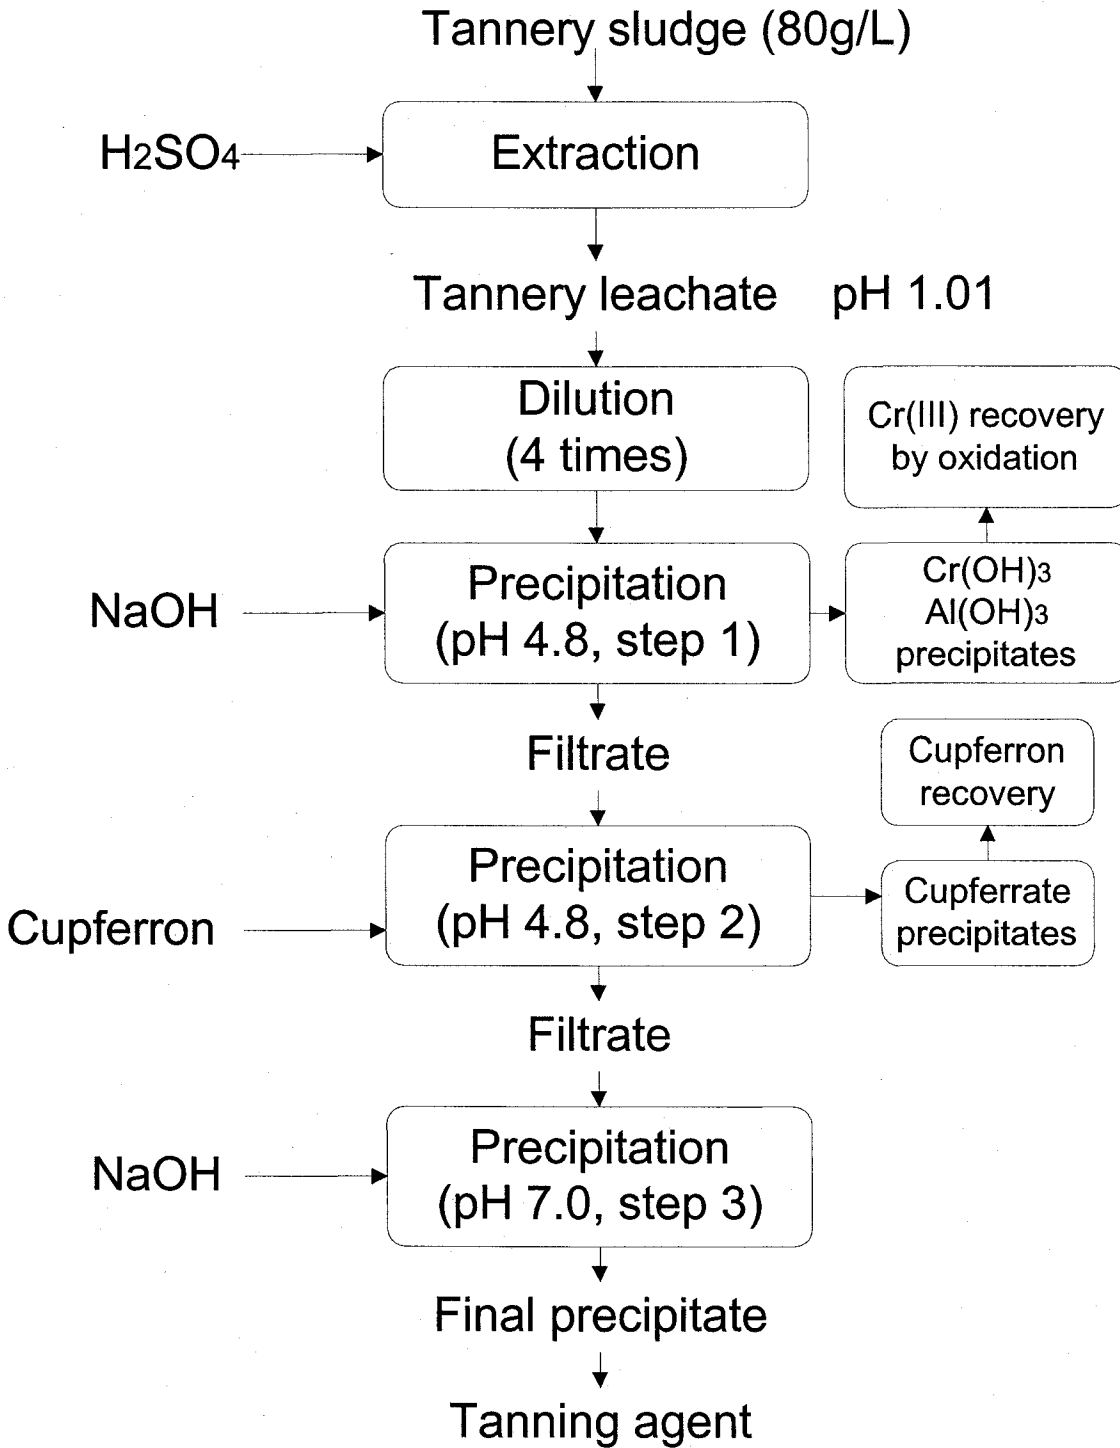 Tannery sludge (80g/L)
H2SO4
Extraction
Tannery leachate pH 1.01
Dilution
(4 times)
Cr(III) recovery
by oxidation
NaOH
Precipitation
(pH 4.8, step 1)
Cr(OH)3
Al(OH)3
precipitates
Filtrate
Cupferron
recovery
Cupferron
Precipitation
(pH 4.8, step 2)
Cupferrate
precipitates
Filtrate
NaOH
Precipitation
(pH 7.0, step 3)
Final precipitate
Tanning agent